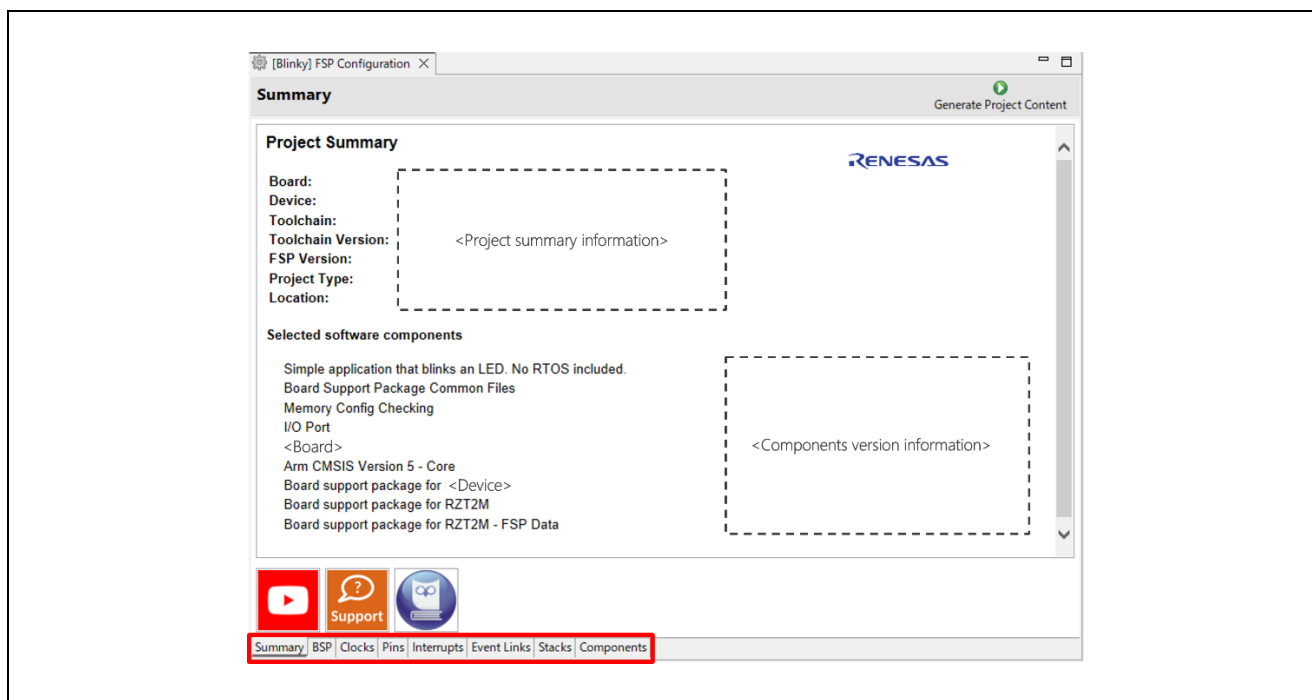 [Blinky] FSP Configuration
Summary
Generate Project Content
Project Summary
RENESAS
Board:
Device:
Toolchain:
Toolchain Version:
FSP Version:
Project Type:
Location:
<Project summary information>
Selected software components
Simple application that blinks an LED. No RTOS included.
Board Support Package Common Files
Memory Config Checking
I/O Port
<Board>
Arm CMSIS Version 5 - Core
Board support package for <Device>
Board support package for RZT2M
Board support package for RZT2M - FSP Data
<Components version information>
?
Support
Summary BSP Clocks Pins Interrupts Event Links Stacks Components